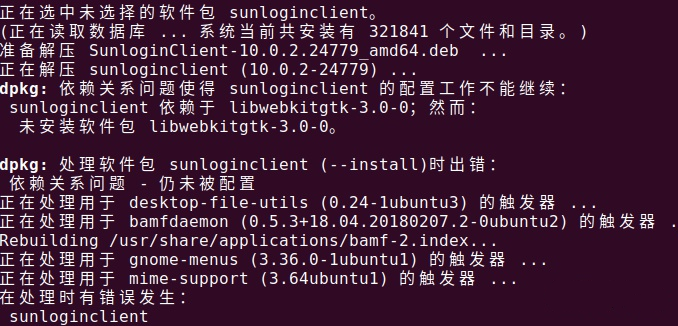 正在选中未选择的软件包 sunloginclient。
(正在读取数据库 ... 系统当前共安装有 321841 个文件和目录。)
准备解压 SunloginClient-10.0.2.24779_amd64.deb  ...
正在解压 sunloginclient (10.0.2-24779) ...
dpkg: 依赖关系问题使得 sunloginclient 的配置工作不能继续：
 sunloginclient 依赖于 libwebkitgtk-3.0-0；然而：
  未安装软件包 libwebkitgtk-3.0-0。

dpkg: 处理软件包 sunloginclient (--install)时出错：
 依赖关系问题 - 仍未被配置
正在处理用于 desktop-file-utils (0.24-1ubuntu3) 的触发器 ...
正在处理用于 bamfdaemon (0.5.3+18.04.20180207.2-0ubuntu2) 的触发器 .
Rebuilding /usr/share/applications/bamf-2.index...
正在处理用于 gnome-menus (3.36.0-1ubuntu1) 的触发器 ...
正在处理用于 mime-support (3.64ubuntu1) 的触发器 ...
在处理时有错误发生：
 sunloginclient